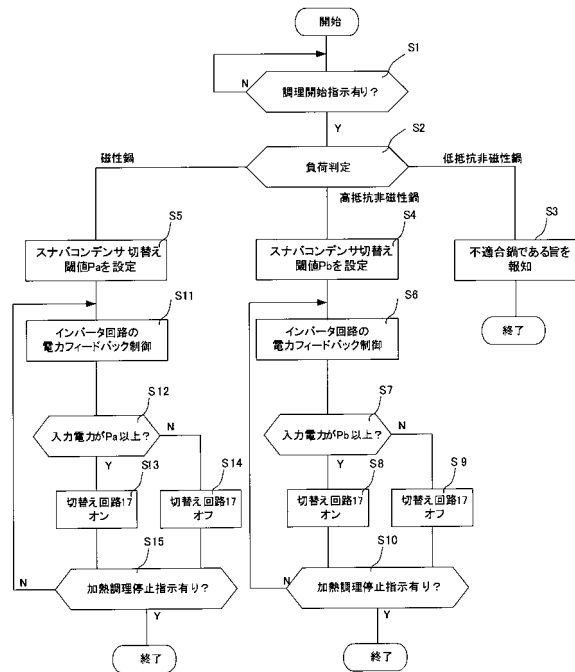 開始
S1
調理開始指示有り？
N
Y
S2
負荷判定
磁性鍋
高抵抗非磁性鍋
低抵抗非磁性鍋
S5
スナバコンデンサ切替え
閾値Paを設定
S4
スナバコンデンサ切替え
閾値Pbを設定
S3
不適合鍋である旨を
報知
終了
S11
インバータ回路の
電力フィードバック制御
S6
インバータ回路の
電力フィードバック制御
S12
入力電力がPa以上？
N
Y
S7
入力電力がPb以上？
N
Y
S13
切替え回路17
オン
S14
切替え回路17
オフ
S8
切替え回路17
オン
S9
切替え回路17
オフ
S15
加熱調理停止指示有り？
N
Y
S10
加熱調理停止指示有り？
N
Y
終了
終了